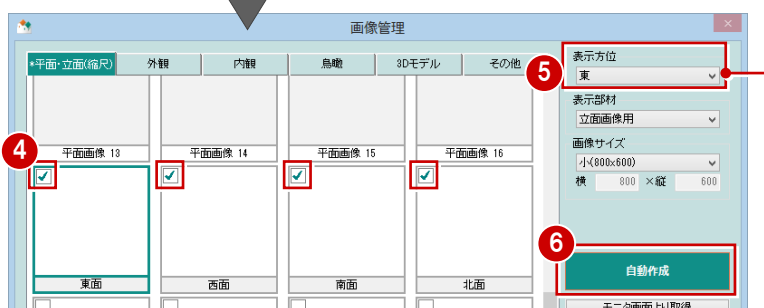 画像管理
*平面・立面(縮尺) 外観 内観 鳥瞰 3Dモデル その他
平面画像 13 平面画像 14 平面画像 15 平面画像 16
4
東面 西面 南面 北面
5
表示方位
東
表示部材
立面画像用
画像サイズ
小(800x600)
横 800 ×縦 600
6
自動作成